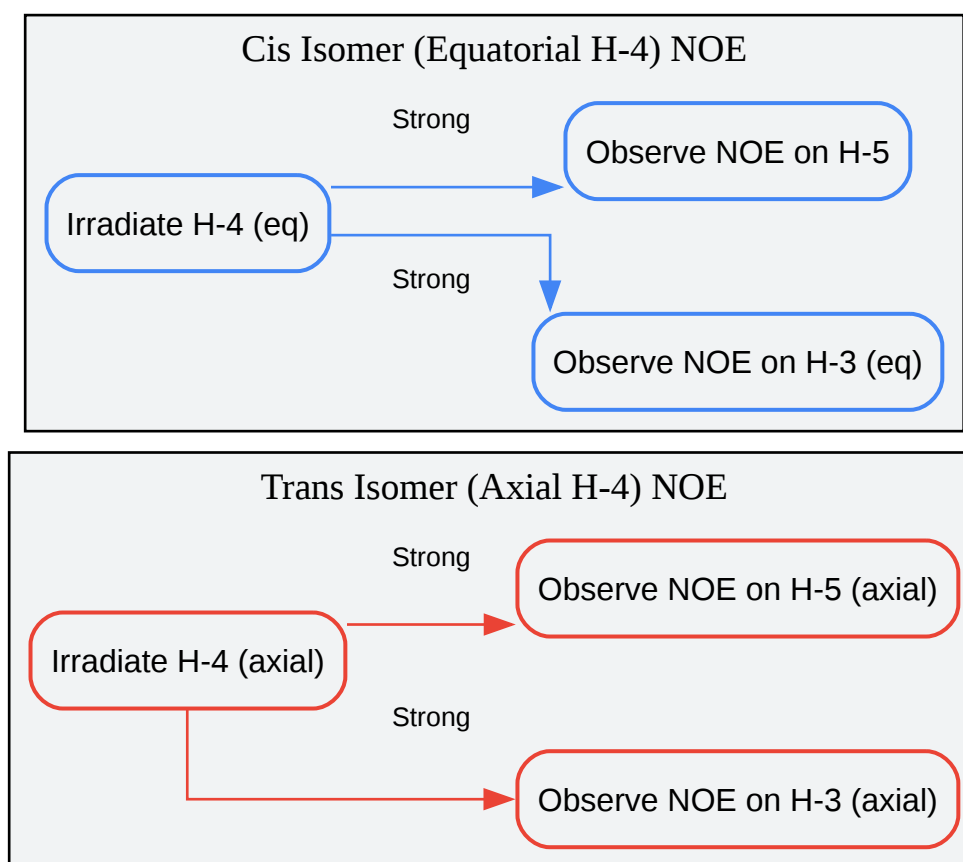 Cis Isomer (Equatorial H-4) NOE
Strong
Observe NOE on H-5
Irradiate H-4 (eq)
Strong
Observe NOE on H-3 (eq)
Trans Isomer (Axial H-4) NOE
Strong
Observe NOE on H-5 (axial)
Irradiate H-4 (axial)
Strong
Observe NOE on H-3 (axial)